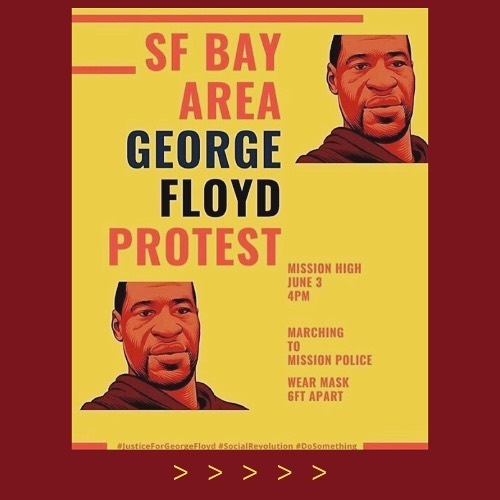 SF BAY
AREA
GEORGE
FLOYD
PROTEST
MISSION HIGH
JUNE 3
4PM
MARCHING
TO
MISSION POLICE
WEAR MASK
6FT APART
#JusticeForGeorgeFloyd #SocialRevolution #DoSomething
> > > > >